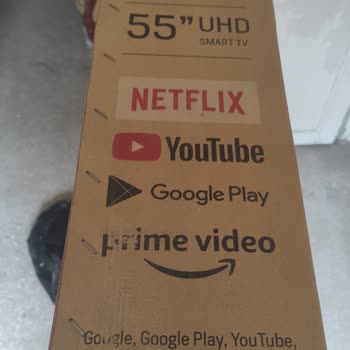 55” UHD
SMART TV
NETFLIX
YouTube
Google Play
prime video
Google, Google Play, YouTube,